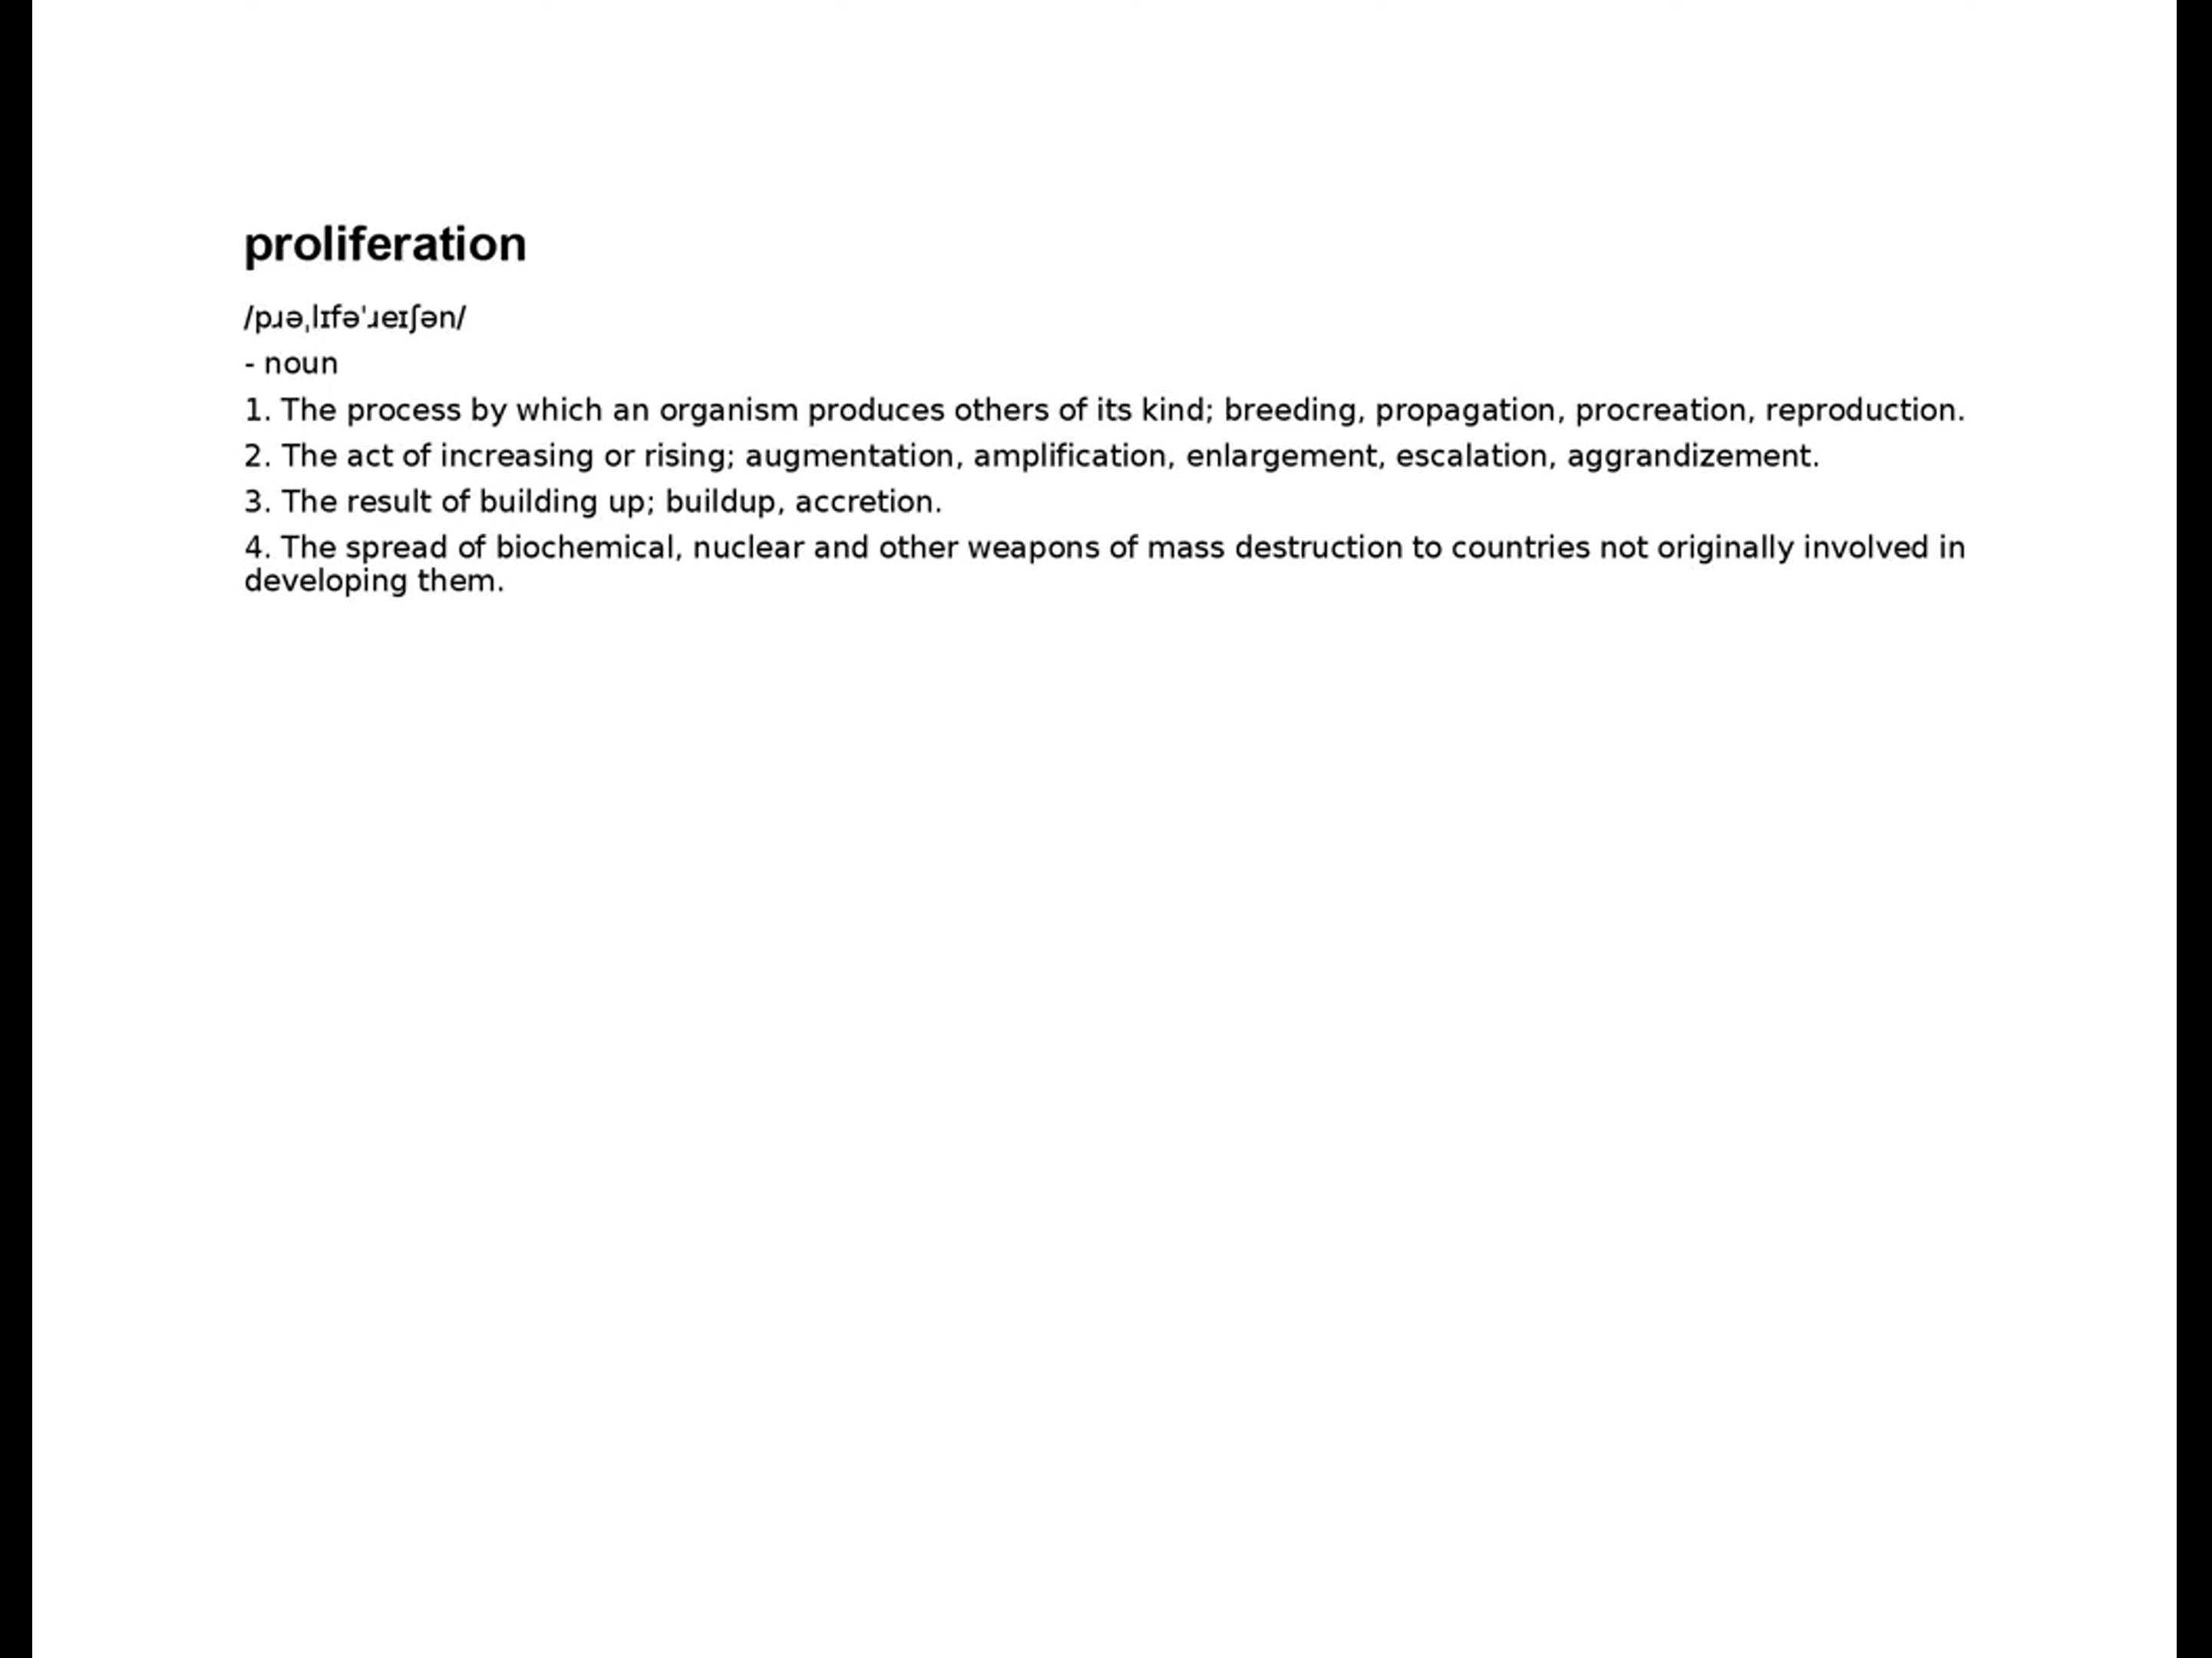 proliferation
/pɹəˌlɪfəˈɹeɪʃən/
- noun
1. The process by which an organism produces others of its kind; breeding, propagation, procreation, reproduction.
2. The act of increasing or rising; augmentation, amplification, enlargement, escalation, aggrandizement.
3. The result of building up; buildup, accretion.
4. The spread of biochemical, nuclear and other weapons of mass destruction to countries not originally involved in
developing them.